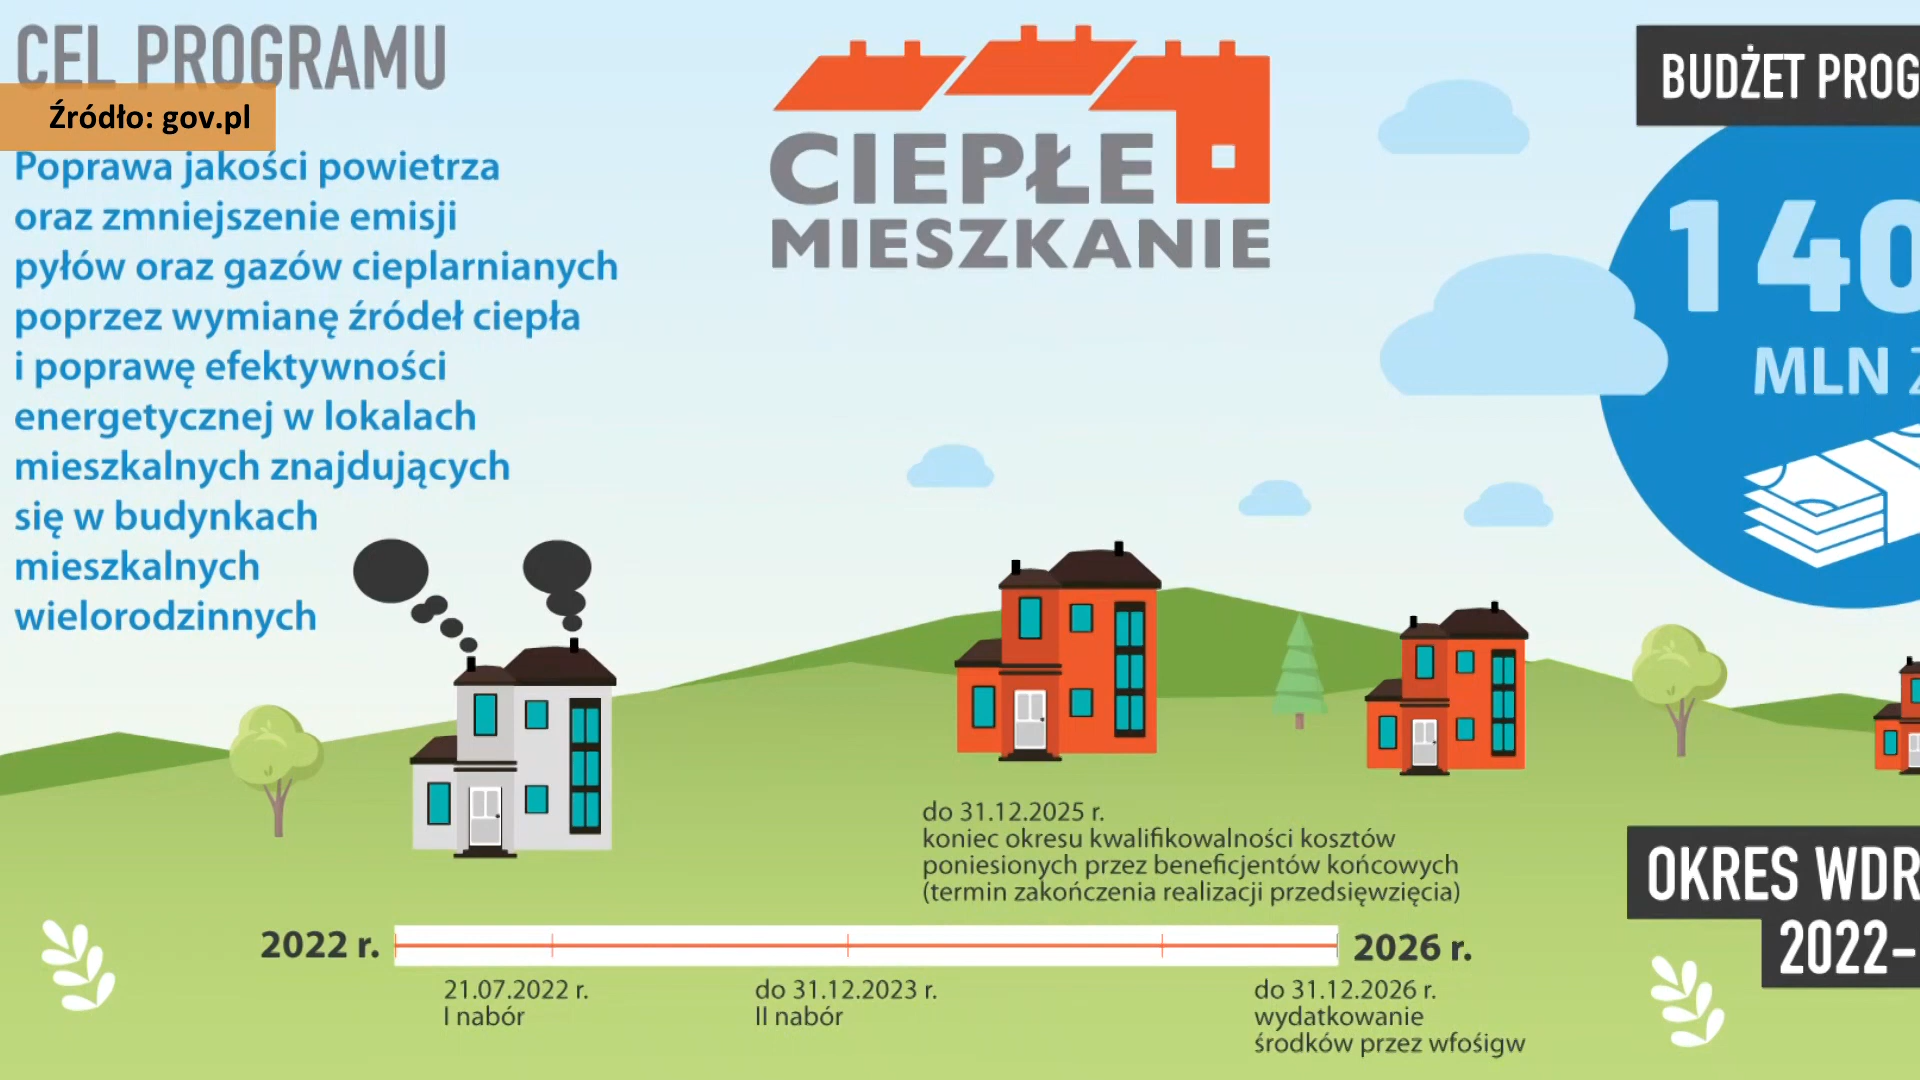 CEL PROGRAMU
Źródło: gov.pl
Poprawa jakości powietrza
oraz zmniejszenie emisji
pyłów oraz gazów cieplarnianych
poprzez wymianę źródeł ciepła
i poprawę efektywności
energetycznej w lokalach
mieszkalnych znajdujących
się w budynkach
mieszkalnych
wielorodzinnych
CIEPŁE
MIESZKANIE
BUDŻET PROG
1 40
MLN
do 31.12.2025 r.
koniec okresu kwalifikowalności kosztów
poniesionych przez beneficjentów końcowych
(termin zakończenia realizacji przedsięwzięcia)
2022 r.
2026 r.
21.07.2022 r.
I nabór
do 31.12.2023 r.
II nabór
do 31.12.2026 r.
wydatkowanie
środków przez wfośigw
OKRES WDR
2022-